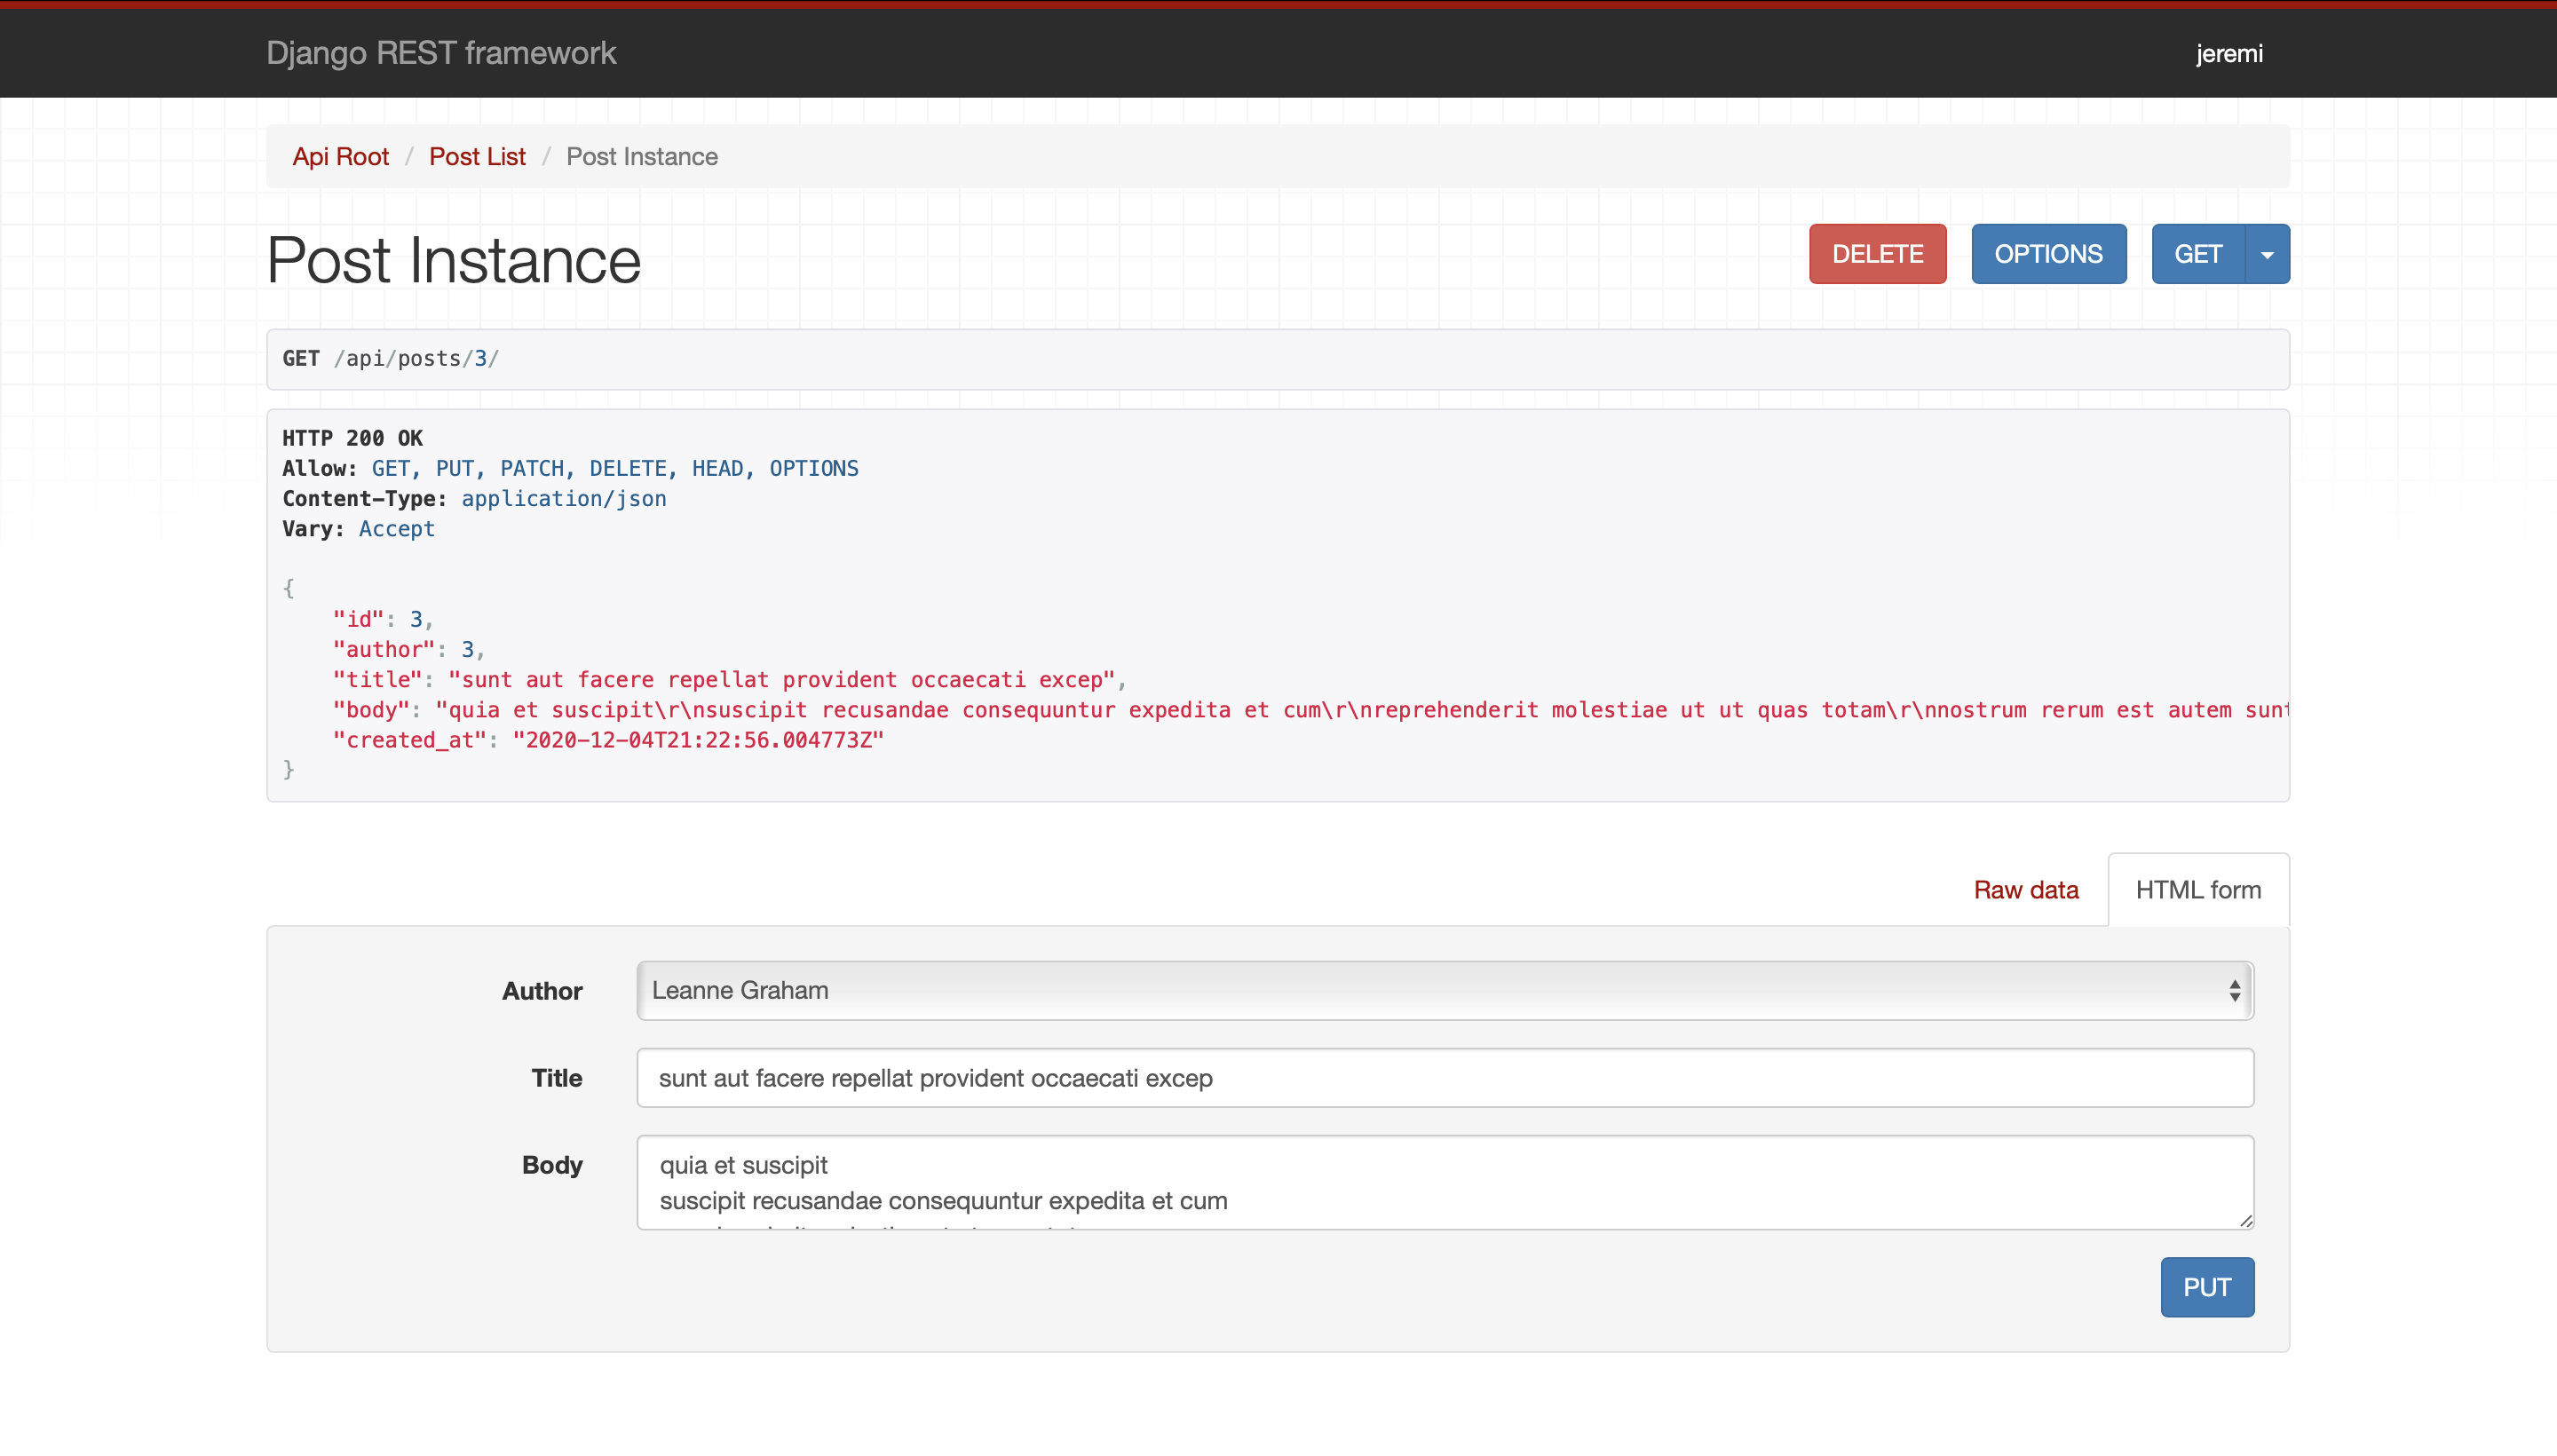 Django REST framework
jeremi
Api Root / Post List / Post Instance
Post Instance
DELETE
OPTIONS
GET
GET /api/posts/3/
HTTP 200 OK
Allow: GET, PUT, PATCH, DELETE, HEAD, OPTIONS
Content-Type: application/json
Vary: Accept
{
    "id": 3,
    "author": 3,
    "title": "sunt aut facere repellat provident occaecati excep",
    "body": "quia et suscipit\r\nsuscipit recusandae consequuntur expedita et cum\r\nreprehenderit molestiae ut ut quas totam\r\nnostrum rerum est autem sunt
    "created_at": "2020-12-04T21:22:56.004773Z"
}
Raw data
HTML form
Author
Leanne Graham
Title
sunt aut facere repellat provident occaecati excep
Body
quia et suscipit
suscipit recusandae consequuntur expedita et cum
PUT